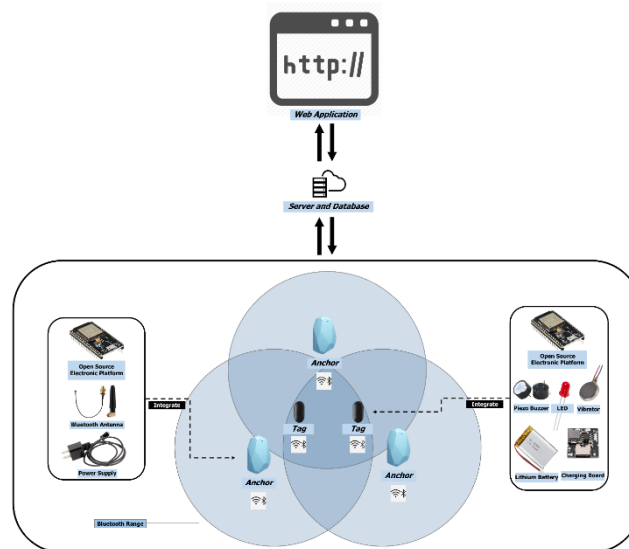 http://
Web Application
Server and Database
Anchor
Open Source
Electronic Platform
Bluetooth Antenna
Power Supply
Integrate
Tag
Tag
Anchor
Anchor
Bluetooth Range
Integrate
Open Source
Electronic Platform
Piezo Buzzer
LED
Vibrator
Lithium Battery
Charging Board